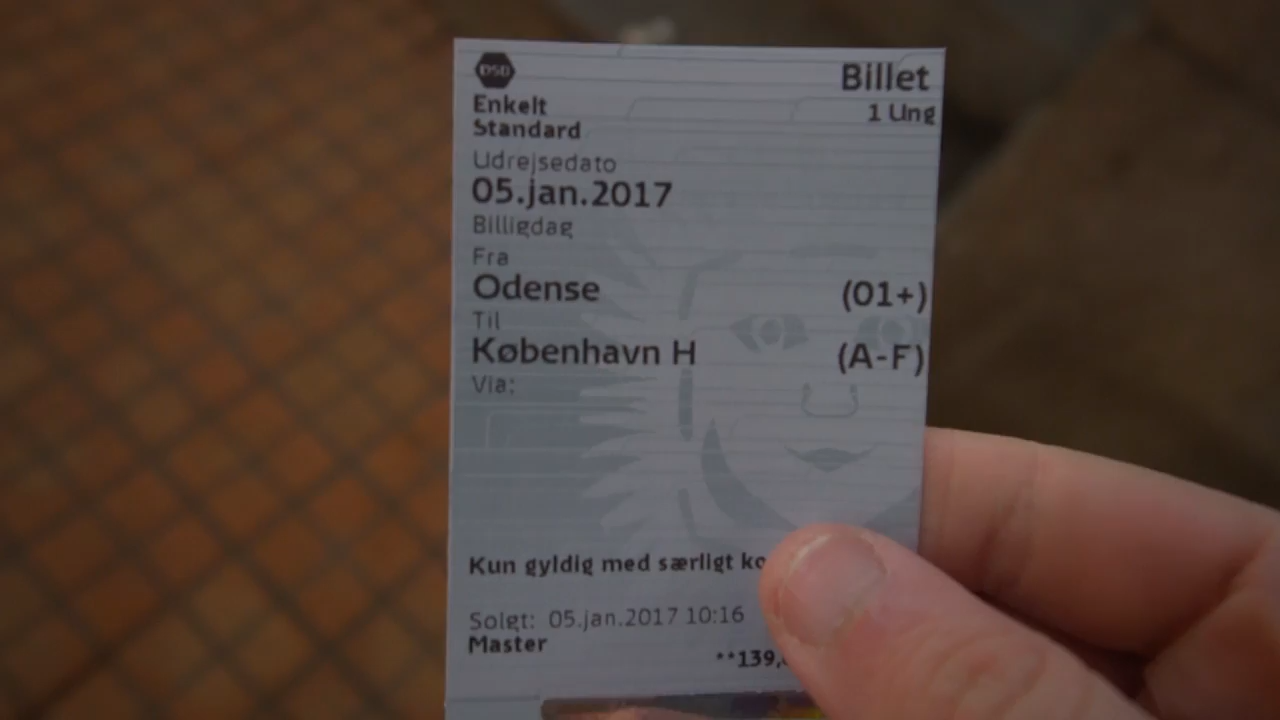 DSB
Billet
Enkelt
1 Ung
Standard
Udrejsedato
05.jan.2017
Billigdag
Fra
Odense (01+)
Til
København H (A-F)
Via:
Kun gyldig med særligt
Solgt: 05.jan.2017 10:16
Master
**139,